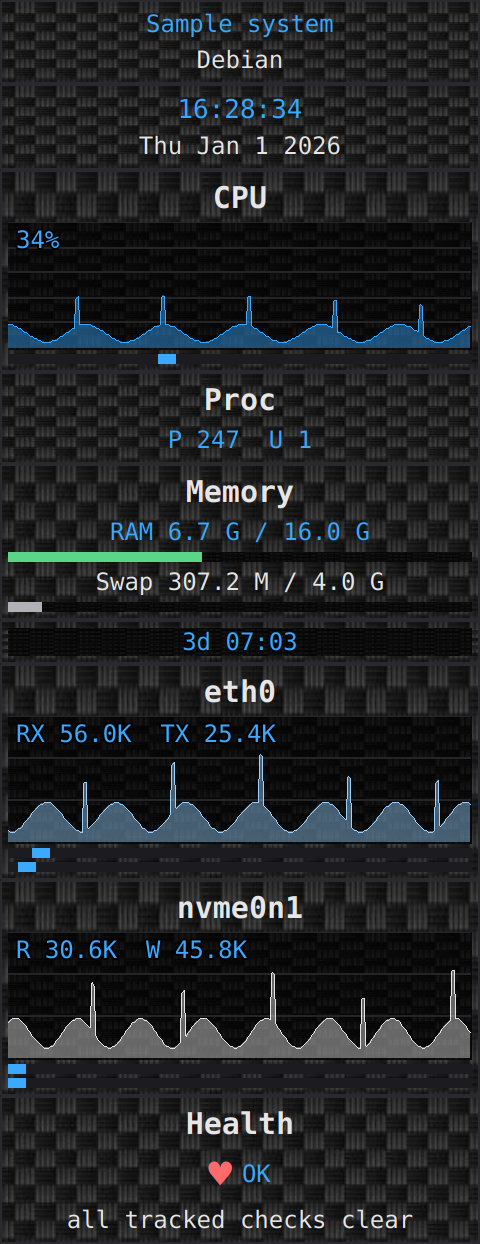 Sample system
Debian
16:28:34
Thu Jan 1 2026
CPU
34%
Proc
P 247  U 1
Memory
RAM 6.7 G / 16.0 G
Swap 307.2 M / 4.0 G
3d 07:03
eth0
RX 56.0K  TX 25.4K
nvme0n1
R 30.6K  W 45.8K
Health
♥ OK
all tracked checks clear